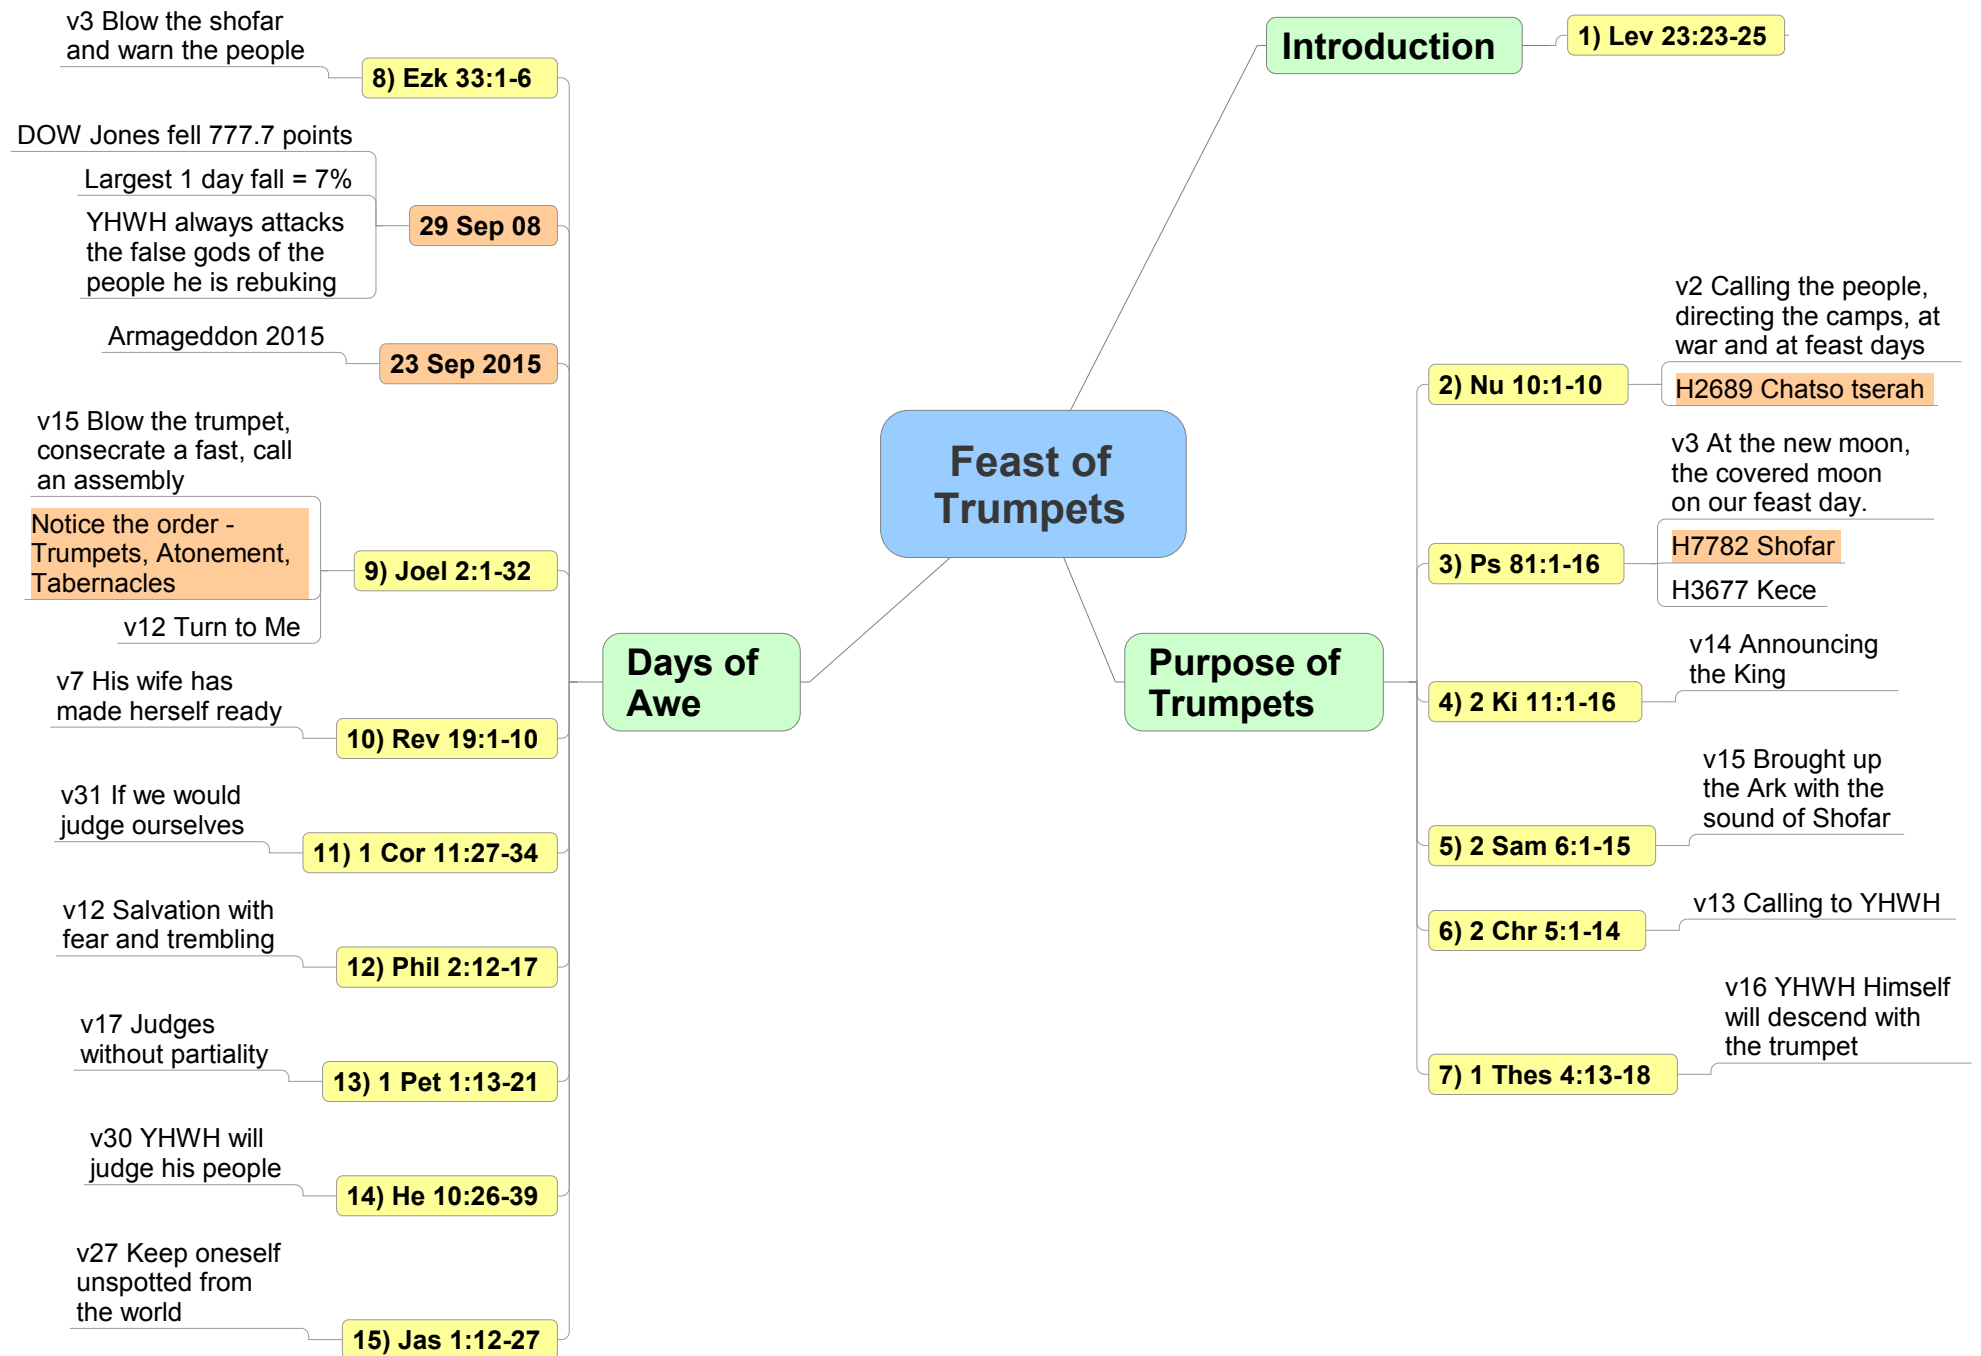 Feast of
Trumpets
Introduction
1) Lev 23:23-25
Purpose of
Trumpets
2) Nu 10:1-10
v2 Calling the people,
directing the camps, at
war and at feast days
H2689 Chatso tserah
3) Ps 81:1-16
v3 At the new moon,
the covered moon
on our feast day.
H7782 Shofar
H3677 Kece
4) 2 Ki 11:1-16
v14 Announcing
the King
5) 2 Sam 6:1-15
v15 Brought up
the Ark with the
sound of Shofar
6) 2 Chr 5:1-14
v13 Calling to YHWH
7) 1 Thes 4:13-18
v16 YHWH Himself
will descend with
the trumpet
Days of
Awe
8) Ezk 33:1-6
v3 Blow the shofar
and warn the people
29 Sep 08
DOW Jones fell 777.7 points
Largest 1 day fall = 7%
YHWH always attacks
the false gods of the
people he is rebuking
23 Sep 2015
Armageddon 2015
9) Joel 2:1-32
v15 Blow the trumpet,
consecrate a fast, call
an assembly
Notice the order -
Trumpets, Atonement,
Tabernacles
v12 Turn to Me
10) Rev 19:1-10
v7 His wife has
made herself ready
11) 1 Cor 11:27-34
v31 If we would
judge ourselves
12) Phil 2:12-17
v12 Salvation with
fear and trembling
13) 1 Pet 1:13-21
v17 Judges
without partiality
14) He 10:26-39
v30 YHWH will
judge his people
15) Jas 1:12-27
v27 Keep oneself
unspotted from
the world